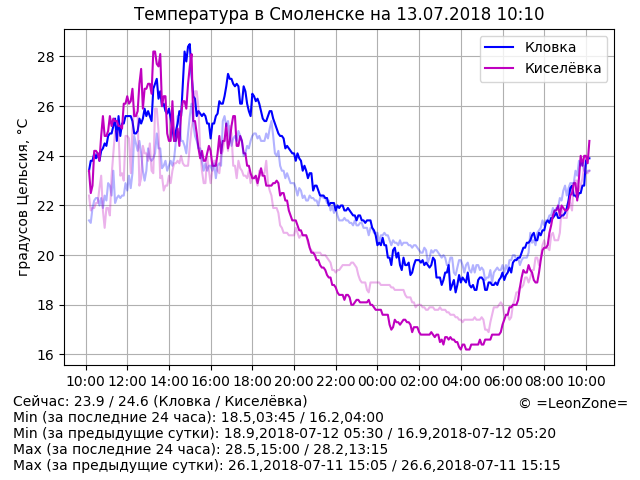 Температура в Смоленске на 13.07.2018 10:10
Кловка
Киселёвка
градусов Цельсия, °C
28
26
24
22
20
18
16
10:00 12:00 14:00 16:00 18:00 20:00 22:00 00:00 02:00 04:00 06:00 08:00 10:00
Сейчас: 23.9 / 24.6 (Кловка / Киселёвка)
© =LeonZone=
Min (за последние 24 часа): 18.5,03:45 / 16.2,04:00
Min (за предыдущие сутки): 18.9,2018-07-12 05:30 / 16.9,2018-07-12 05:20
Max (за последние 24 часа): 28.5,15:00 / 28.2,13:15
Max (за предыдущие сутки): 26.1,2018-07-11 15:05 / 26.6,2018-07-11 15:15